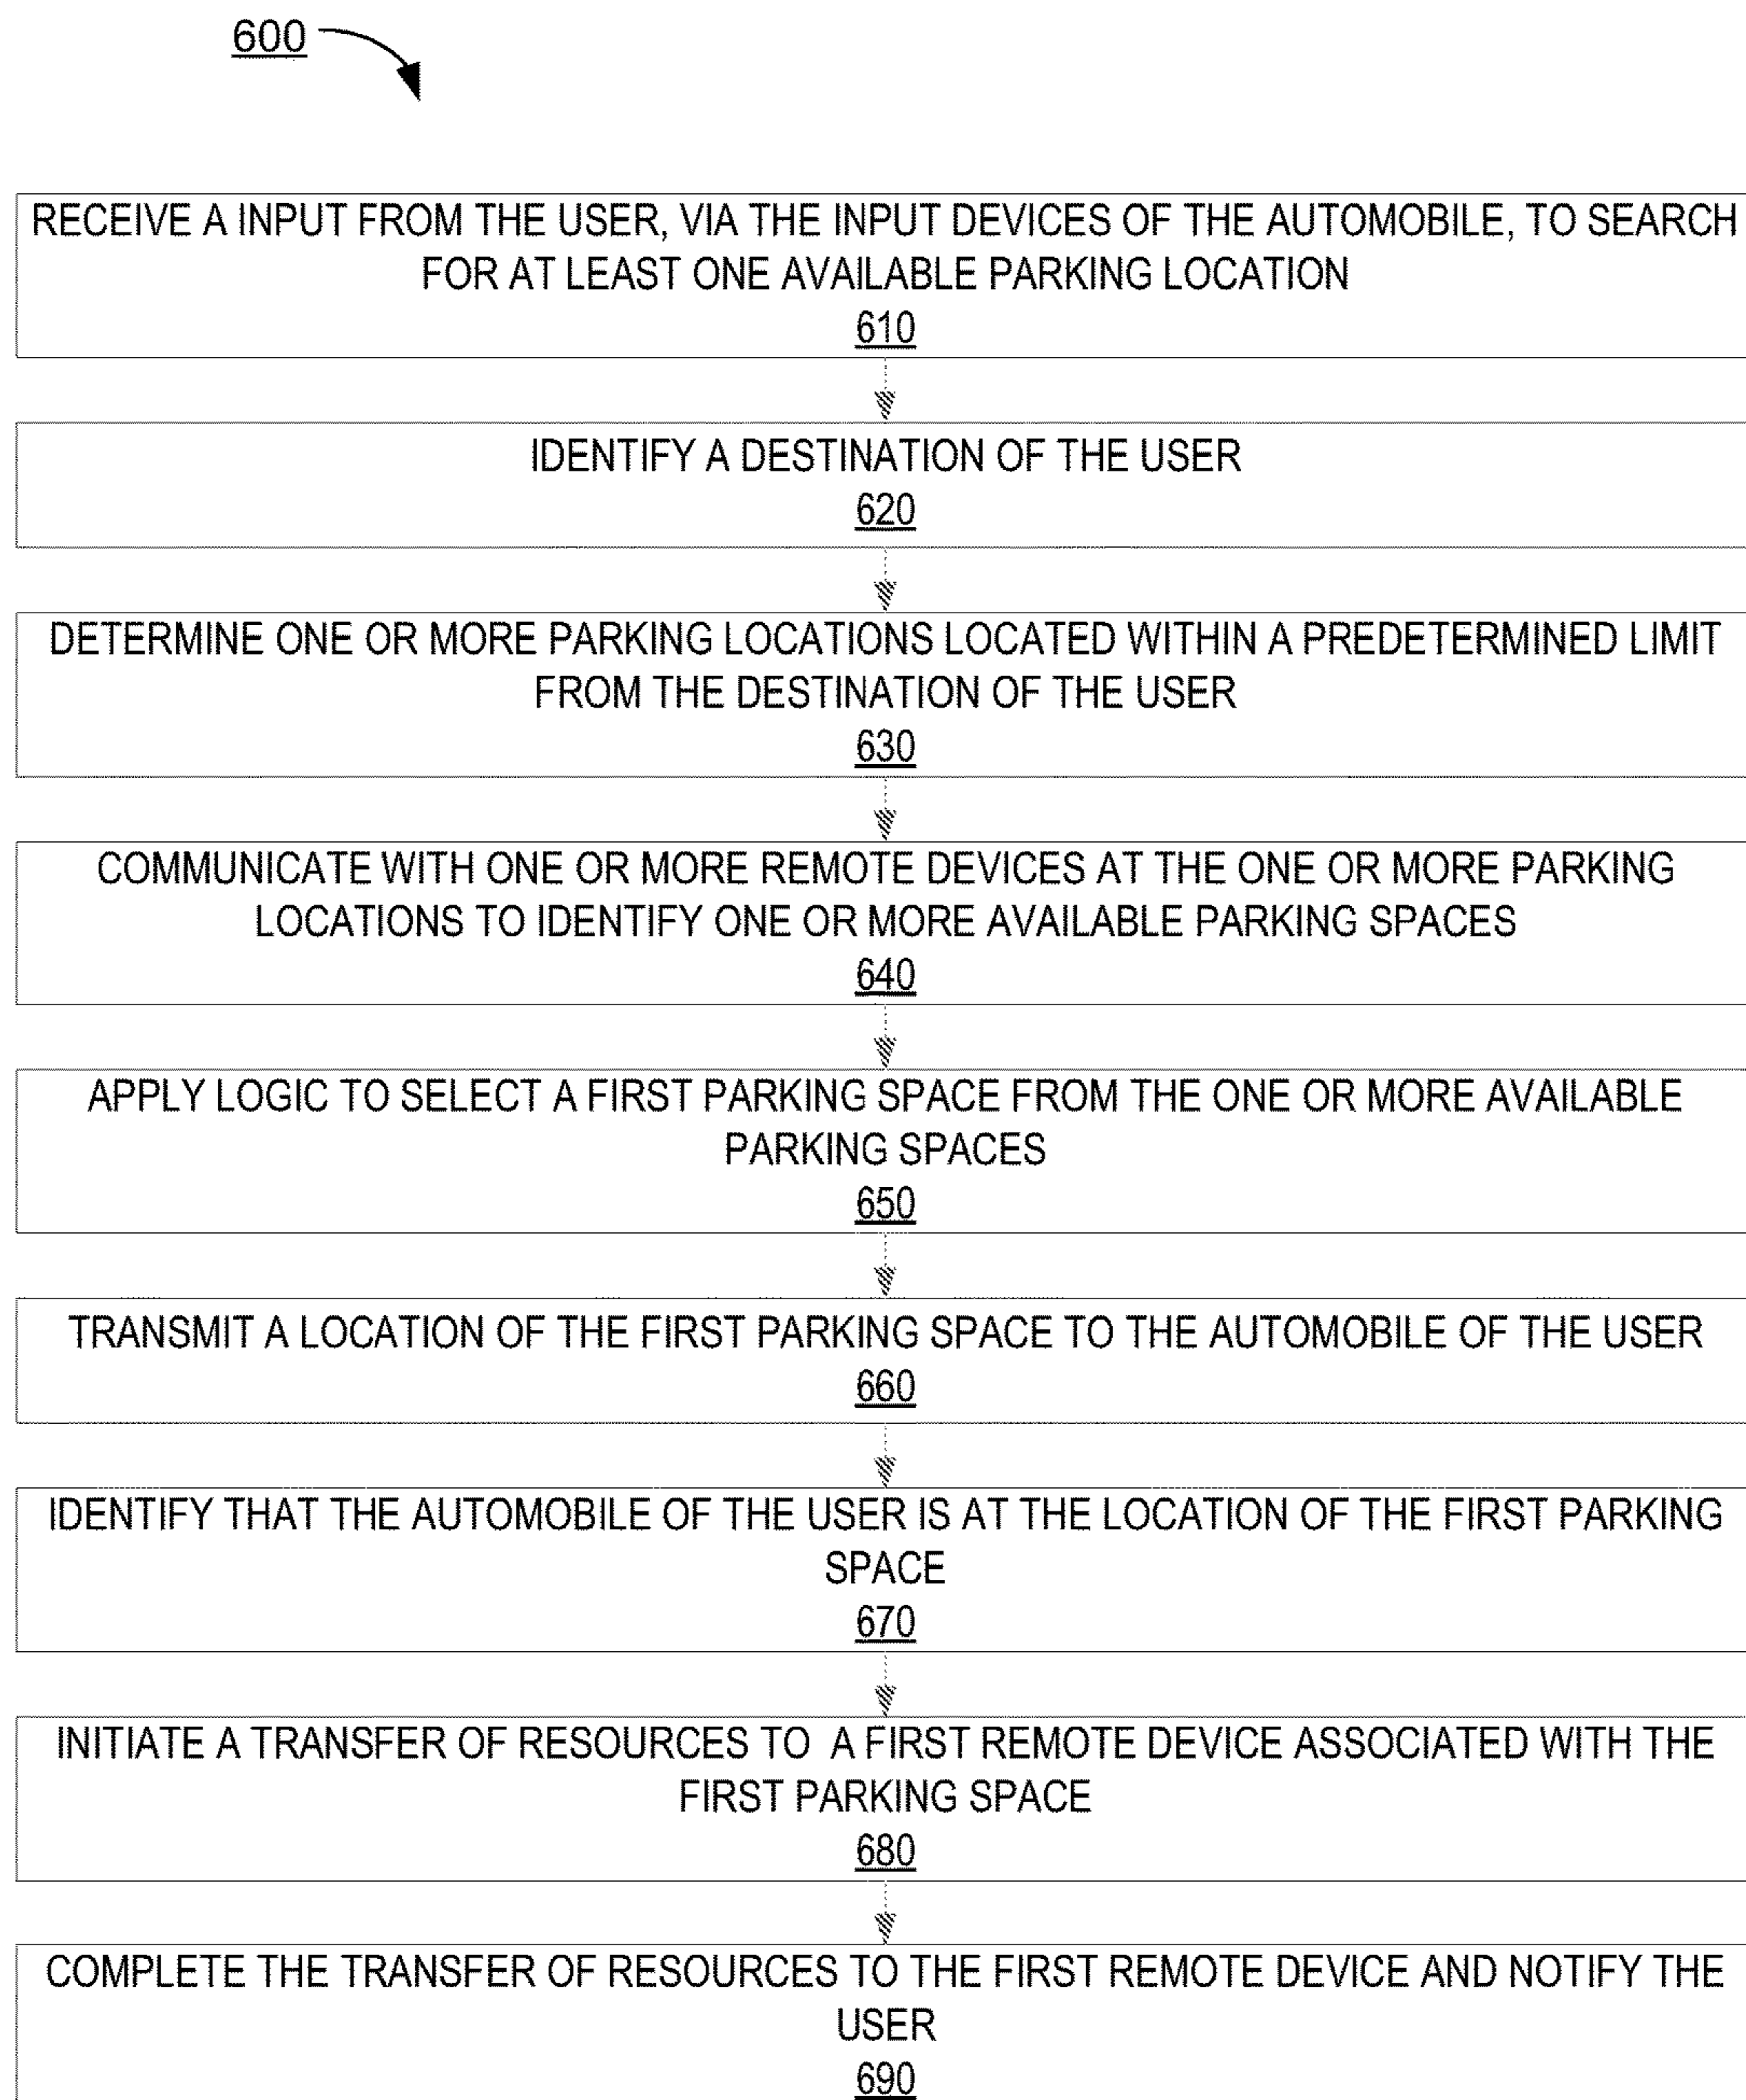 600
RECEIVE A INPUT FROM THE USER, VIA THE INPUT DEVICES OF THE AUTOMOBILE, TO SEARCH
FOR AT LEAST ONE AVAILABLE PARKING LOCATION
610
IDENTIFY A DESTINATION OF THE USER
620
DETERMINE ONE OR MORE PARKING LOCATIONS LOCATED WITHIN A PREDETERMINED LIMIT
FROM THE DESTINATION OF THE USER
630
COMMUNICATE WITH ONE OR MORE REMOTE DEVICES AT THE ONE OR MORE PARKING
LOCATIONS TO IDENTIFY ONE OR MORE AVAILABLE PARKING SPACES
640
APPLY LOGIC TO SELECT A FIRST PARKING SPACE FROM THE ONE OR MORE AVAILABLE
PARKING SPACES
650
TRANSMIT A LOCATION OF THE FIRST PARKING SPACE TO THE AUTOMOBILE OF THE USER
660
IDENTIFY THAT THE AUTOMOBILE OF THE USER IS AT THE LOCATION OF THE FIRST PARKING
SPACE
670
INITIATE A TRANSFER OF RESOURCES TO A FIRST REMOTE DEVICE ASSOCIATED WITH THE
FIRST PARKING SPACE
680
COMPLETE THE TRANSFER OF RESOURCES TO THE FIRST REMOTE DEVICE AND NOTIFY THE
USER
690